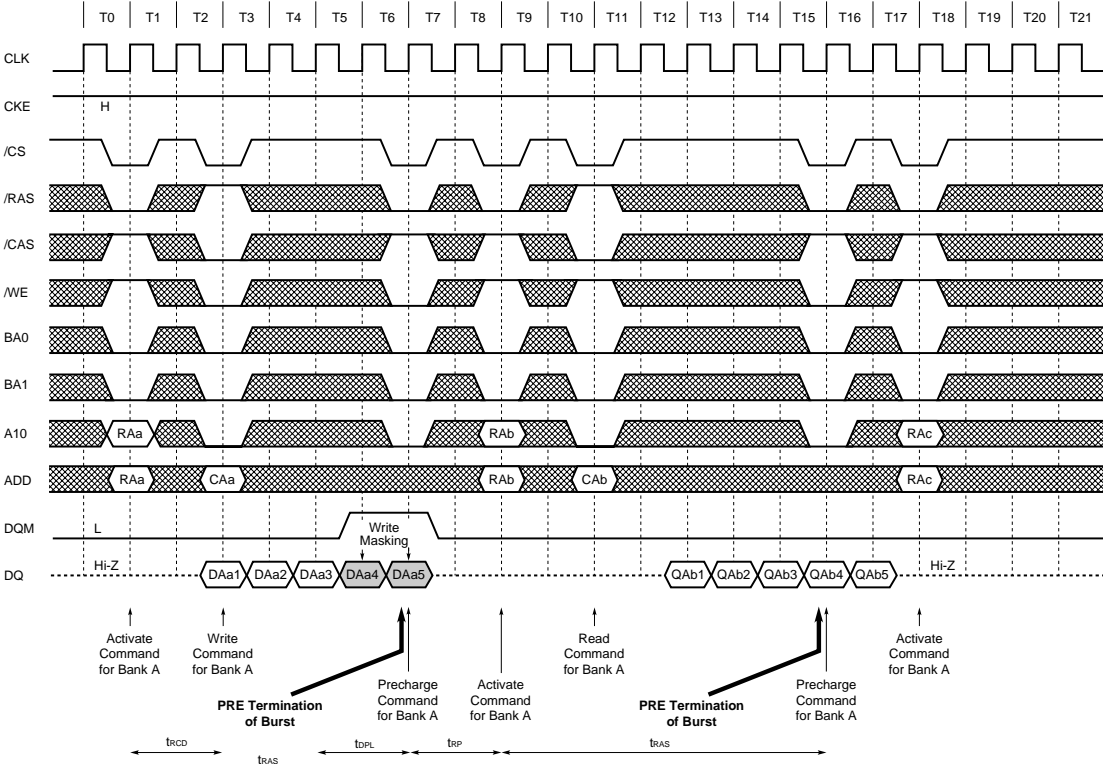 T0 T1 T2 T3 T4 T5 T6 T7 T8 T9 T10 T11 T12 T13 T14 T15 T16 T17 T18 T19 T20 T21
CLK
CKE H
/CS
/RAS
/CAS
/WE
BA0
BA1
A10 RAa RAb RAc
ADD RAa CAa RAb CAb RAc
DQM L Write
Masking
DQ Hi-Z DAa1 DAa2 DAa3 DAa4 DAa5 QAb1 QAb2 QAb3 QAb4 QAb5 Hi-Z
Activate
Command
for Bank A
Write
Command
for Bank A
PRE Termination
of Burst
Precharge
Command
for Bank A
Activate
Command
for Bank A
Read
Command
for Bank A
PRE Termination
of Burst
Precharge
Command
for Bank A
Activate
Command
for Bank A
tRCD tDPL tRP tRAS
tRAS